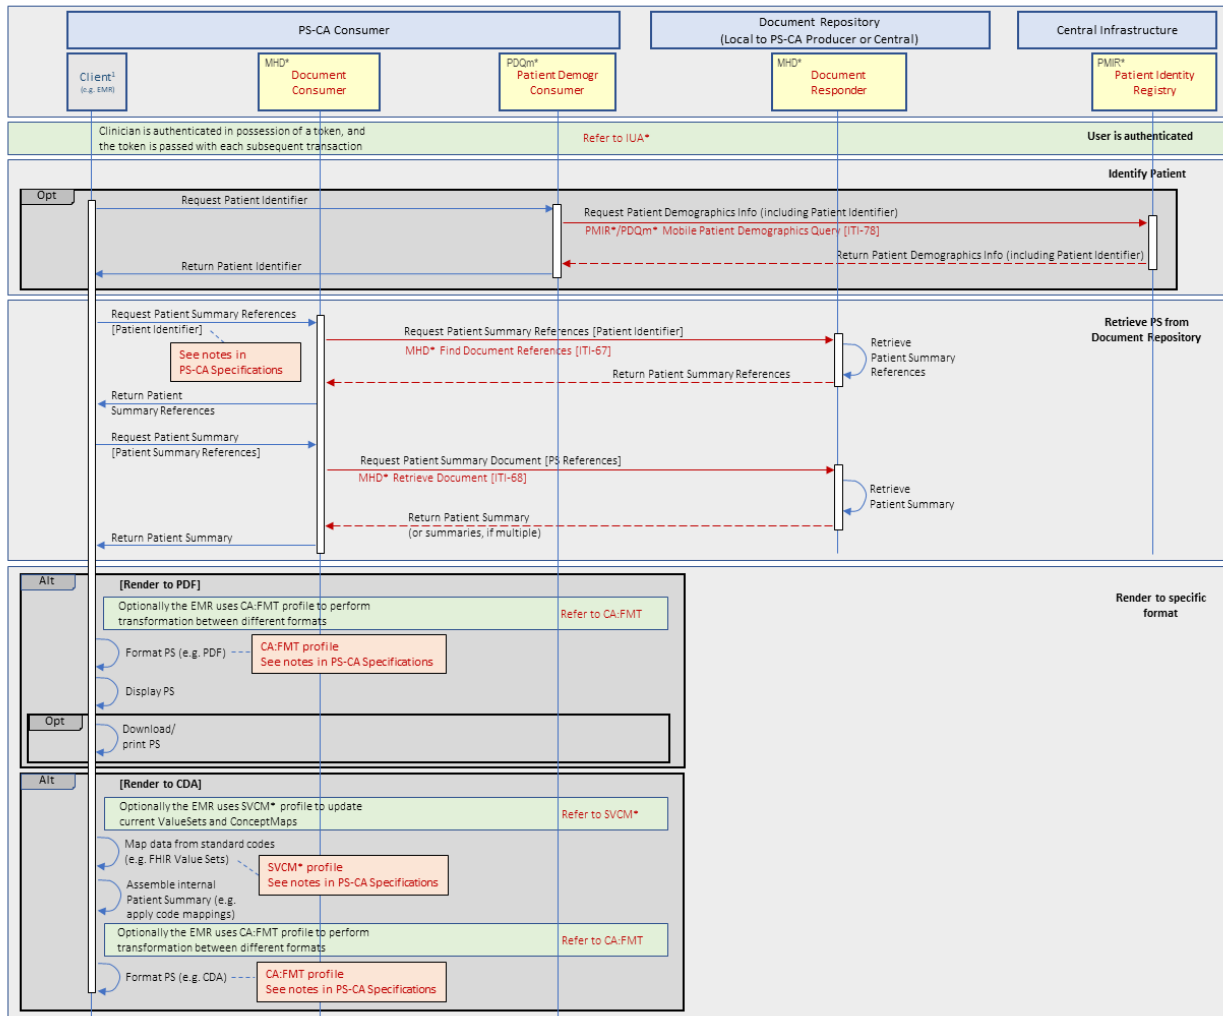 PS-CA Consumer
Document Repository
(Local to PS-CA Producer or Central)
Central Infrastructure
Client1
(e.g. EMR)
MHD*
Document
Consumer
PDQm*
Patient Demogr
Consumer
MHD*
Document
Responder
PMIR*
Patient Identity
Registry
Clinician is authenticated in possession of a token, and
the token is passed with each subsequent transaction
Refer to IUA*
User is authenticated
Identify Patient
Opt
Request Patient Identifier
Request Patient Demographics Info (including Patient Identifier)
PMIR*/PDQm* Mobile Patient Demographics Query [ITI-78]
Return Patient Demographics Info (including Patient Identifier)
Return Patient Identifier
Retrieve PS from
Document Repository
Request Patient Summary References
[Patient Identifier]
See notes in
PS-CA Specifications
Request Patient Summary References [Patient Identifier]
MHD* Find Document References [ITI-67]
Retrieve
Patient Summary
References
Return Patient Summary References
Return Patient
Summary References
Request Patient Summary
[Patient Summary References]
Request Patient Summary Document [PS References]
MHD* Retrieve Document [ITI-68]
Retrieve
Patient Summary
Return Patient Summary
(or summaries, if multiple)
Return Patient Summary
Render to specific
format
Alt
[Render to PDF]
Optionally the EMR uses CA:FMT profile to perform
transformation between different formats
Refer to CA:FMT
Format PS (e.g. PDF)
CA:FMT profile
See notes in PS-CA Specifications
Display PS
Opt
Download/
print PS
Alt
[Render to CDA]
Optionally the EMR uses SVCM* profile to update
current ValueSets and ConceptMaps
Refer to SVCM*
Map data from standard codes
(e.g. FHIR Value Sets)
SVCM* profile
See notes in PS-CA Specifications
Assemble internal
Patient Summary (e.g.
apply code mappings)
Optionally the EMR uses CA:FMT profile to perform
transformation between different formats
Refer to CA:FMT
Format PS (e.g. CDA)
CA:FMT profile
See notes in PS-CA Specifications